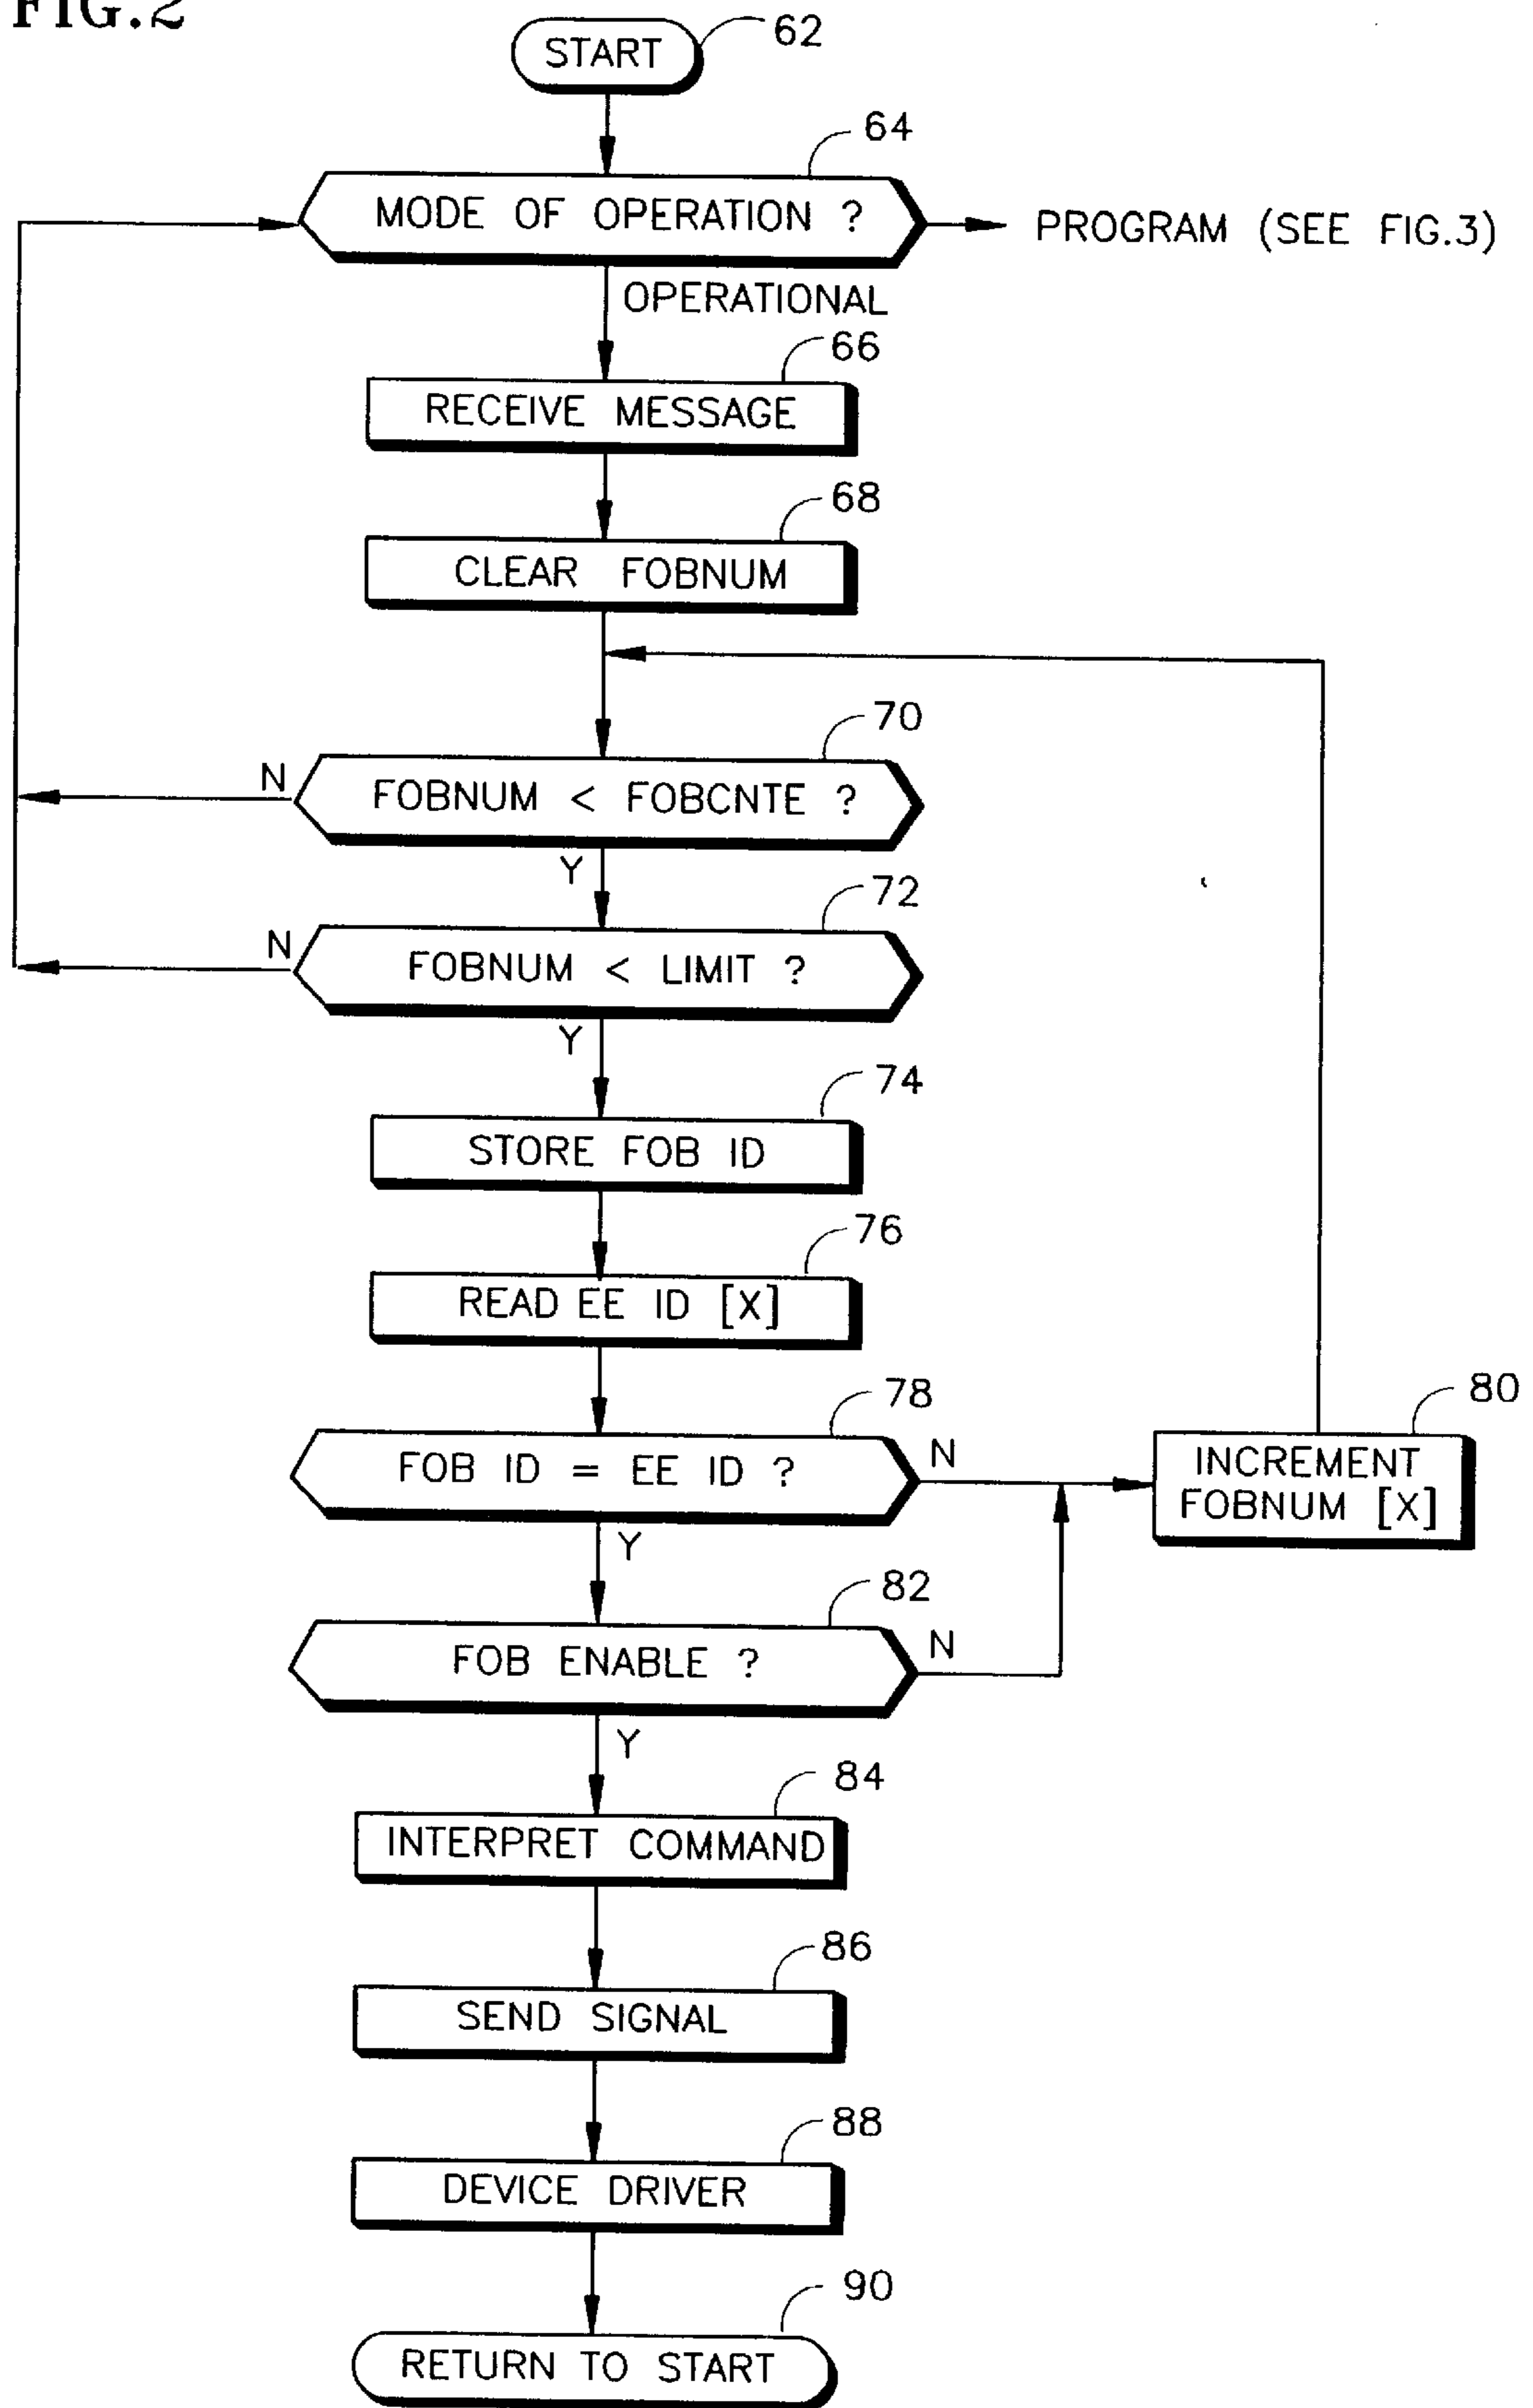 FIG.2
START
62
64
MODE OF OPERATION ?
PROGRAM (SEE FIG.3)
OPERATIONAL
66
RECEIVE MESSAGE
68
CLEAR FOBNUM
70
N
FOBNUM < FOBCNTE ?
Y
72
N
FOBNUM < LIMIT ?
Y
74
STORE FOB ID
76
READ EE ID [X]
78
FOB ID = EE ID ?
N
80
INCREMENT
FOBNUM [X]
Y
82
FOB ENABLE ?
N
Y
84
INTERPRET COMMAND
86
SEND SIGNAL
88
DEVICE DRIVER
90
RETURN TO START